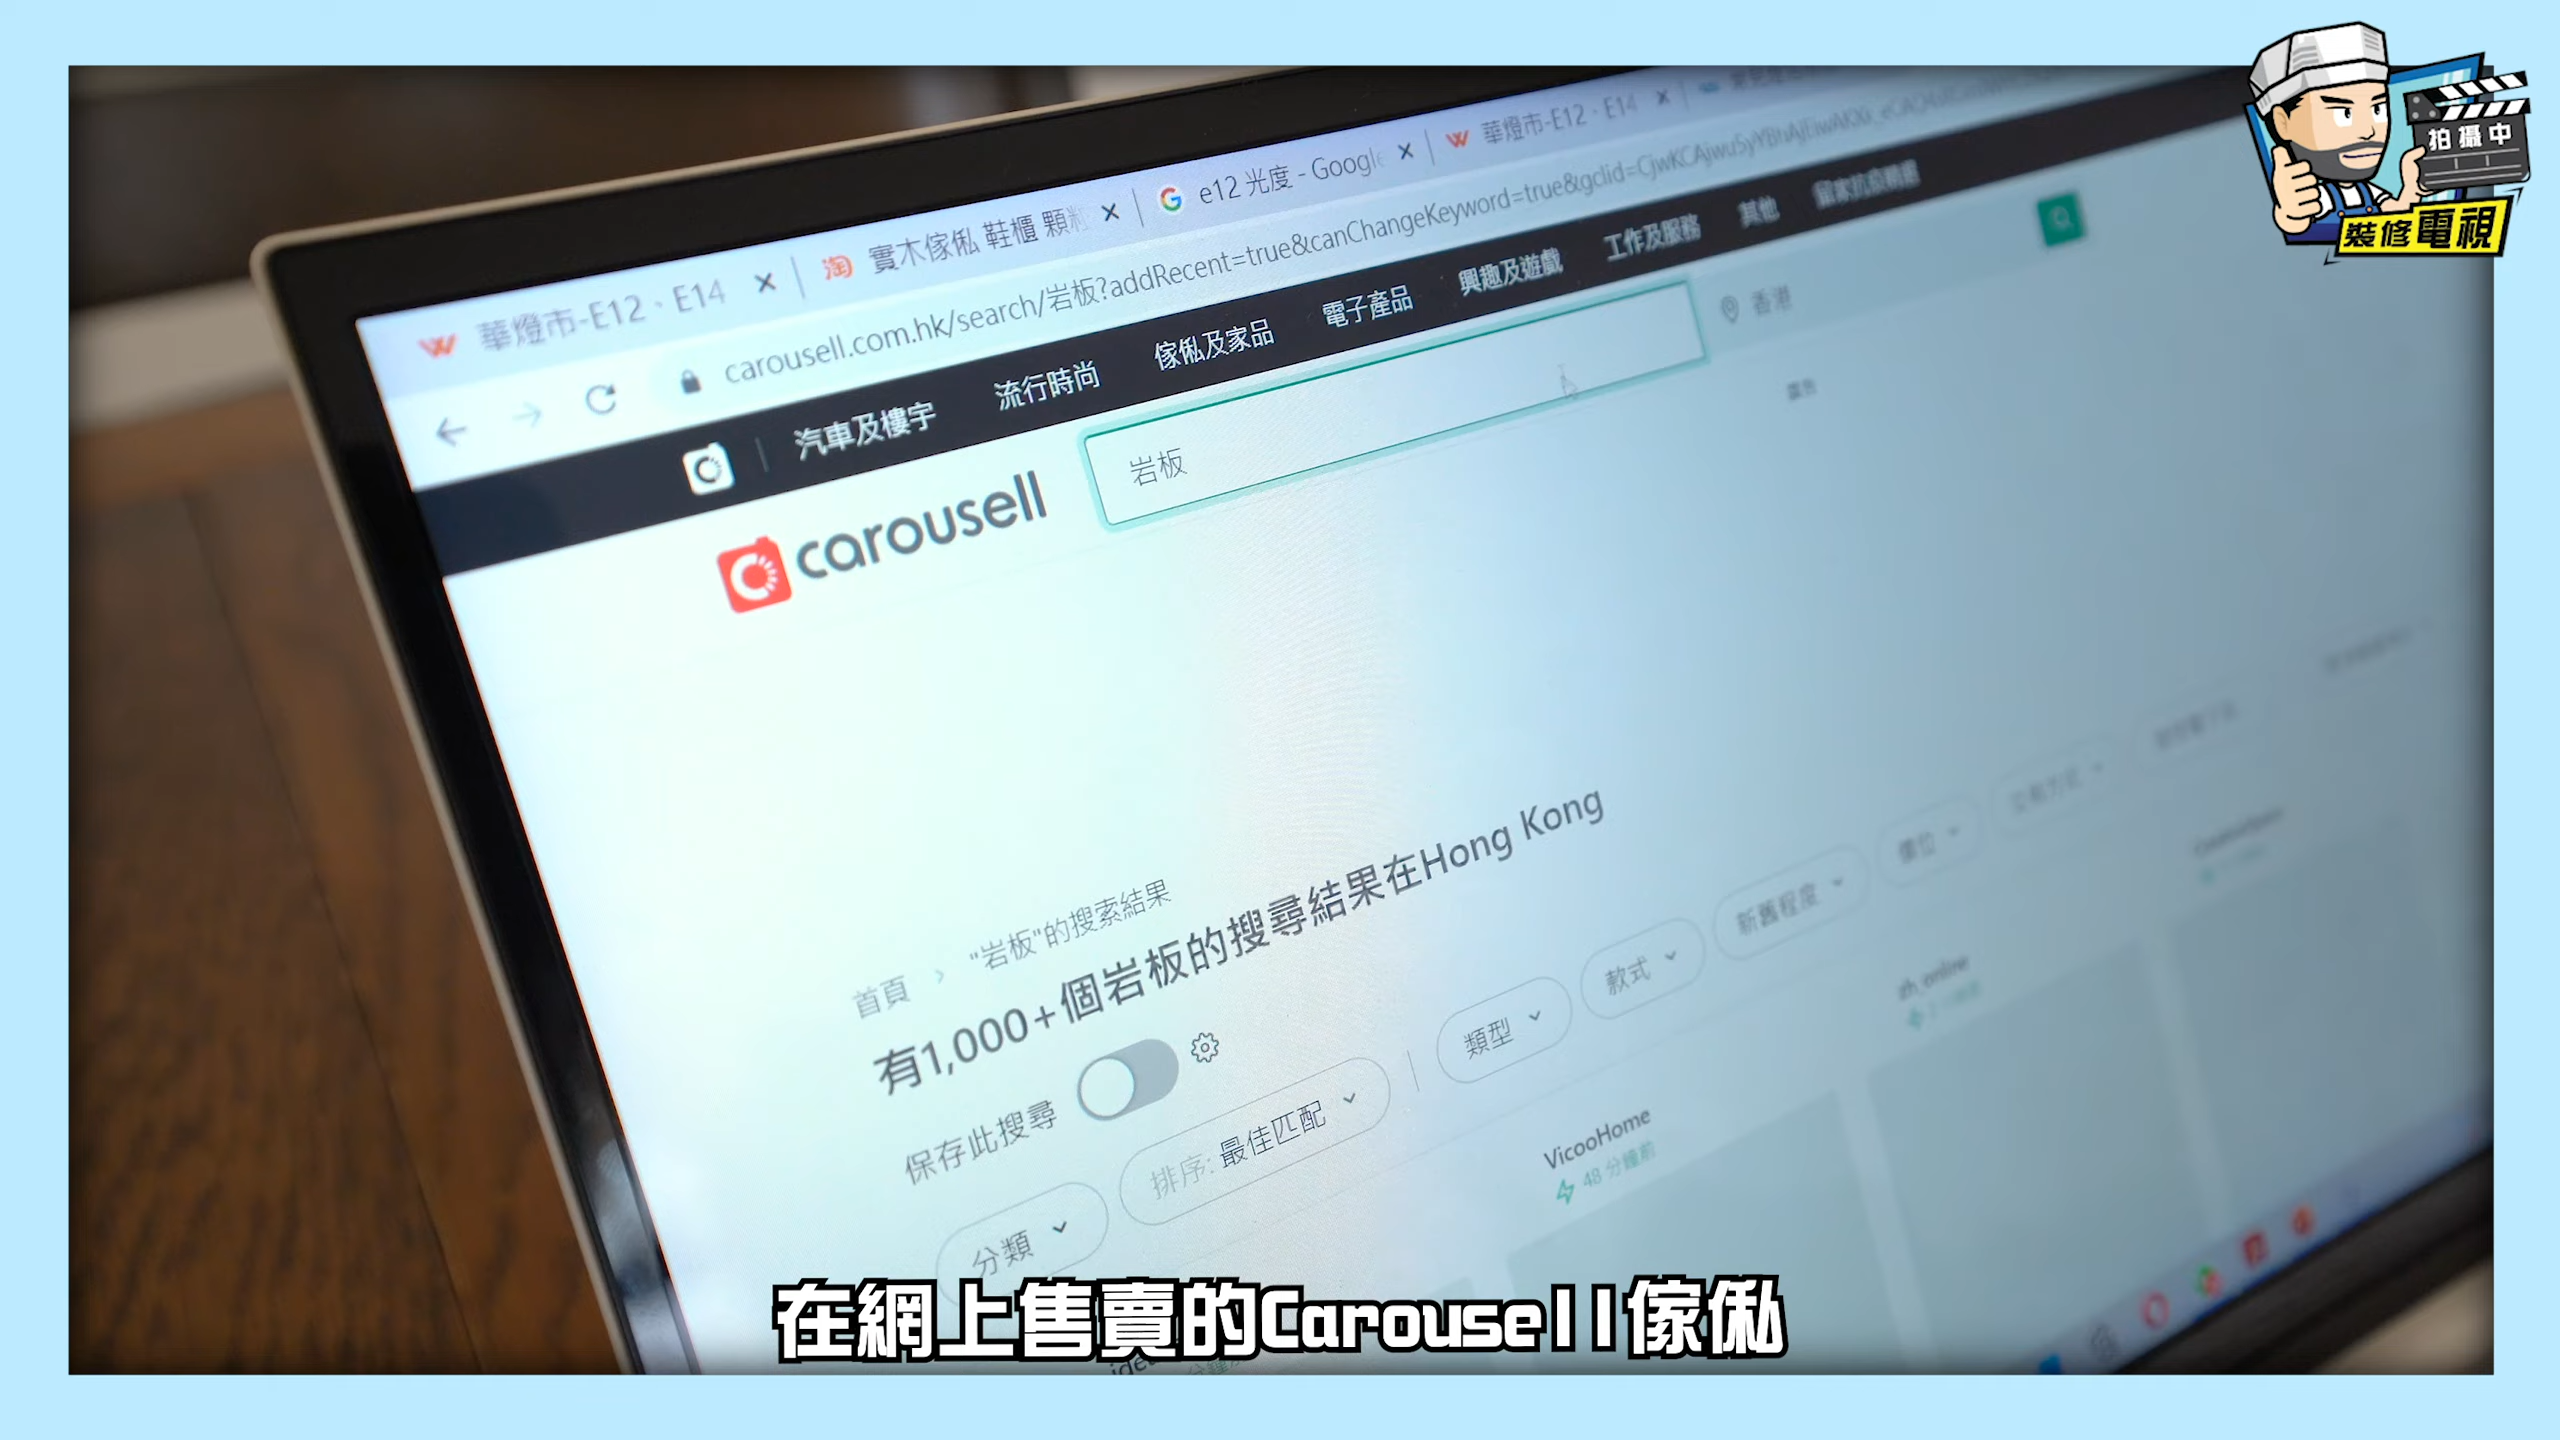 拍攝中
裝修電視
華燈市-E12、E14
實木傢俬 鞋櫃 顆粒
e12 光度 - Google
華燈市-E12、E14
carousell.com.hk/search/岩板?addRecent=true&canChangeKeyword=true&gclid=
汽車及樓宇
流行時尚
傢俬及家品
電子產品
興趣及遊戲
工作及服務
其他
carousell
岩板
香港
廣告
首頁 > "岩板"的搜索結果
有1,000+個岩板的搜尋結果在Hong Kong
保存此搜尋
分類
排序: 最佳匹配
類型
款式
新舊程度
價位
VicooHome
48 分鐘前
zh_online
在網上售賣的Carousell傢俬